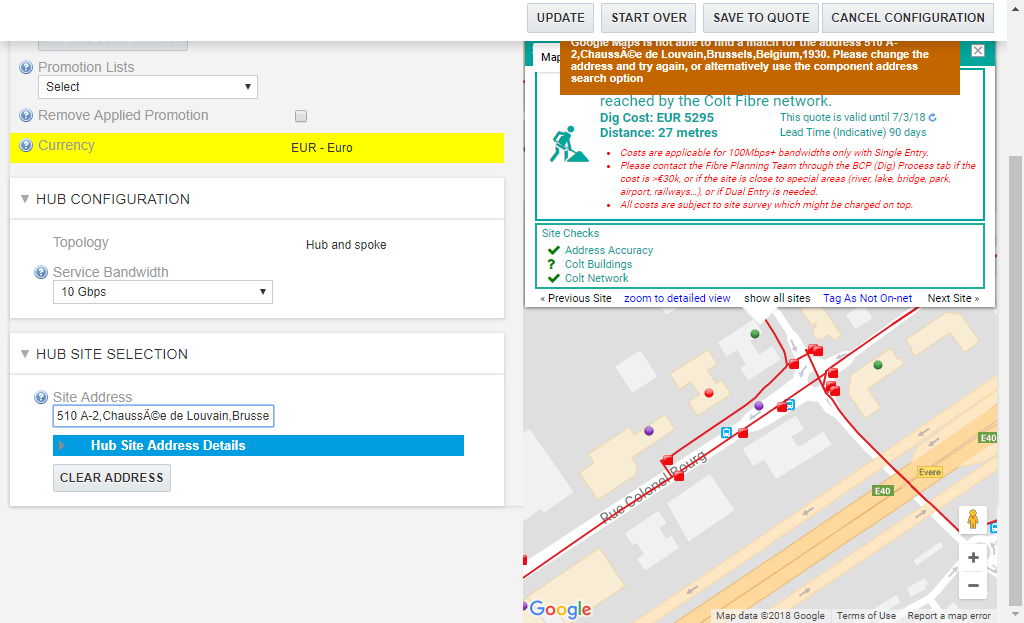 UPDATE
START OVER
SAVE TO QUOTE
CANCEL CONFIGURATION
Promotion Lists
Select
Remove Applied Promotion
Currency
EUR - Euro
HUB CONFIGURATION
Topology
Hub and spoke
Service Bandwidth
10 Gbps
HUB SITE SELECTION
Site Address
510 A-2,ChaussÃ©e de Louvain,Brusse
Hub Site Address Details
CLEAR ADDRESS
Map
Google Maps is not able to find a match for the address 510 A-
2,ChaussÃ©e de Louvain,Brussels,Belgium,1930. Please change the
address and try again, or alternatively use the component address
search option
reached by the Colt Fibre network.
Dig Cost: EUR 5295
This quote is valid until 7/3/18
Distance: 27 metres
Lead Time (Indicative) 90 days
• Costs are applicable for 100Mbps+ bandwidths only with Single Entry.
• Please contact the Fibre Planning Team through the BCP (Dig) Process tab if the
cost is >€30k, or if the site is close to special areas (river, lake, bridge, park,
airport, railways...), or if Dual Entry is needed.
• All costs are subject to site survey which might be charged on top.
Site Checks
Address Accuracy
? Colt Buildings
Colt Network
« Previous Site
zoom to detailed view
show all sites
Tag As Not On-net
Next Site »
E40
Rue Colonel Bourg
Evere
E40
+
−
Google
Map data ©2018 Google
Terms of Use
Report a map error